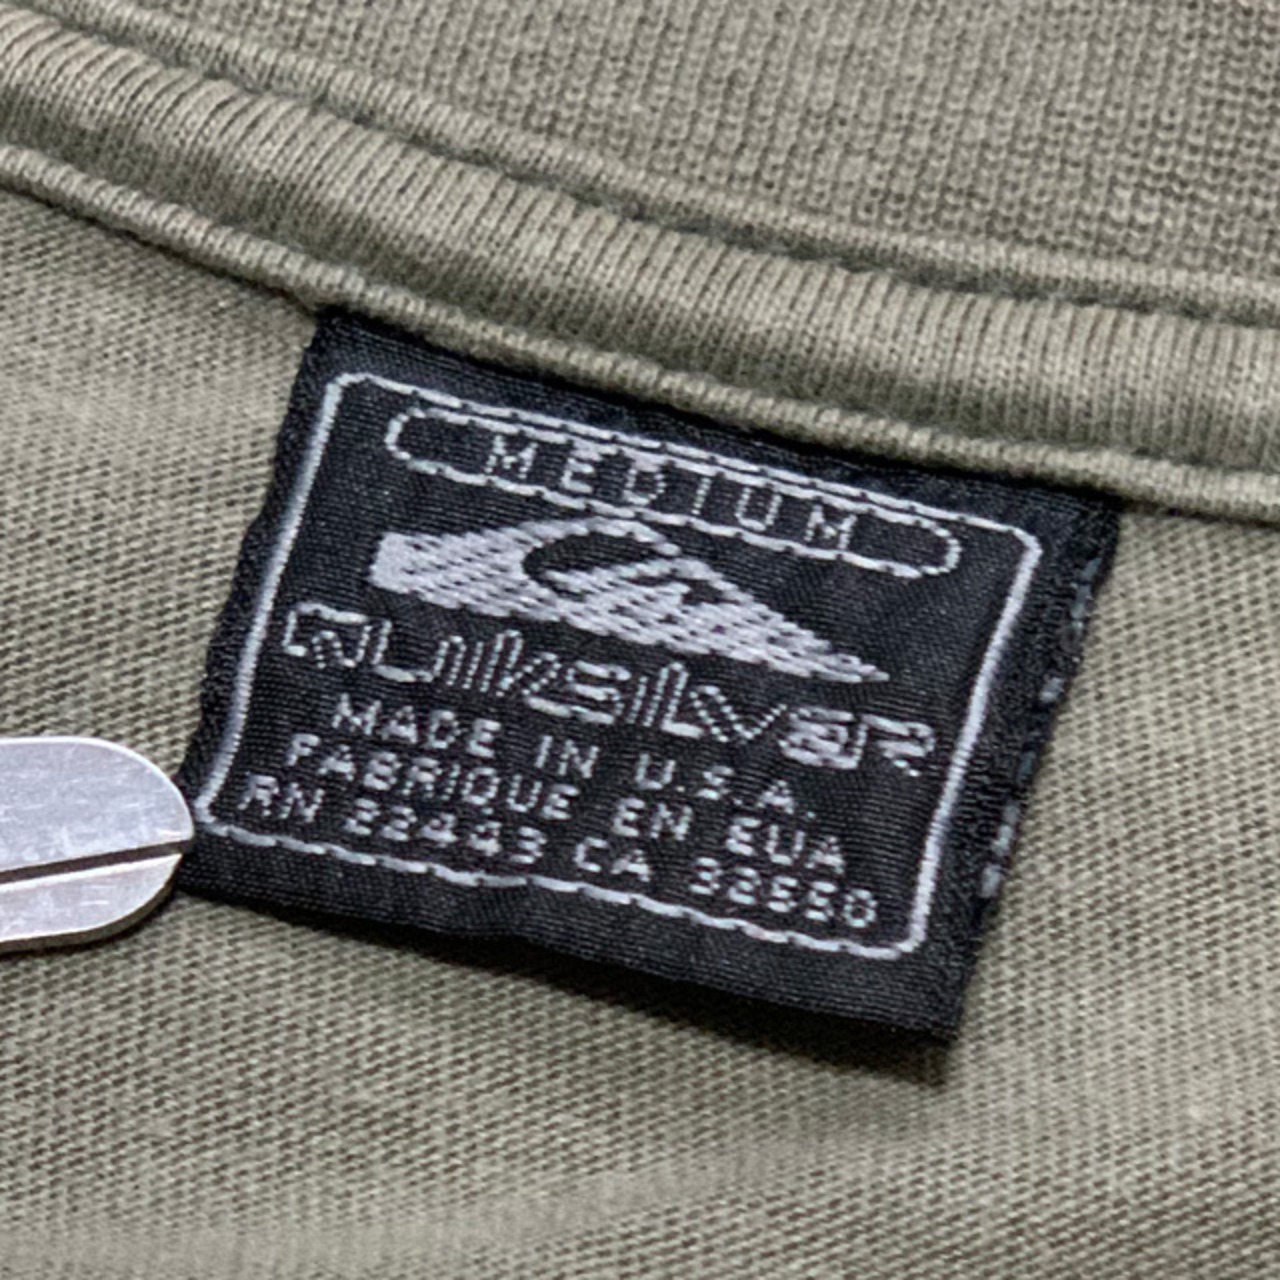 MEDIUM
QUIKSILVER
MADE IN U.S.A.
FABRIQUE EN EUA
RN 22443 CA 32550